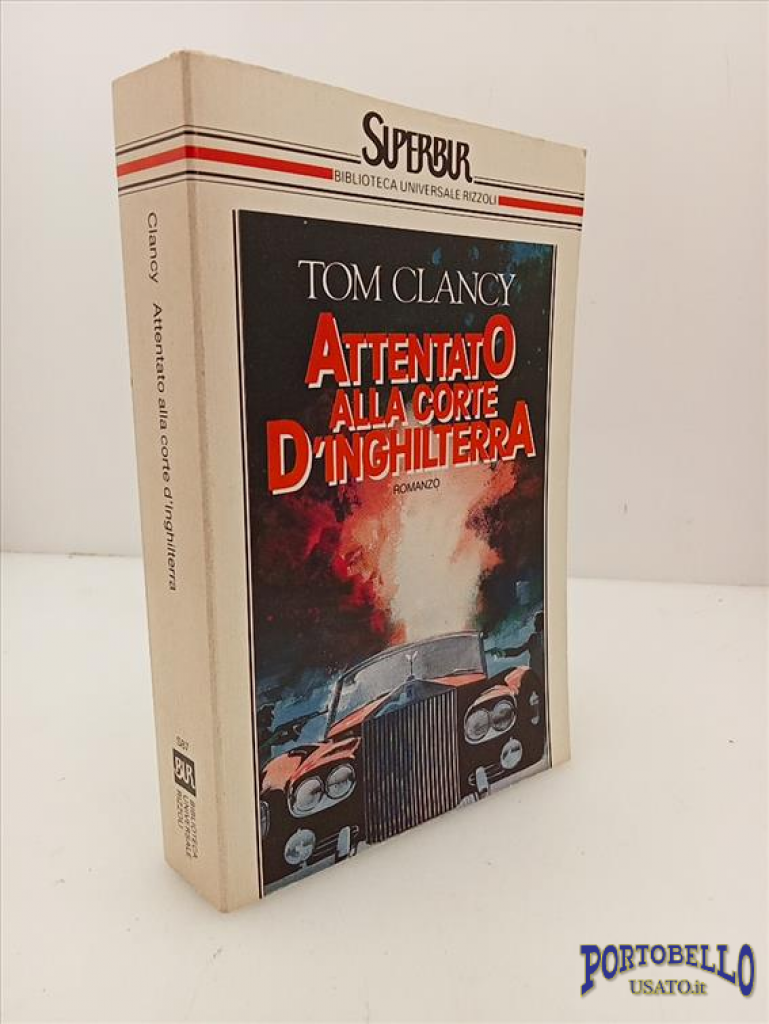 SUPERBUR
BIBLIOTECA UNIVERSALE RIZZOLI
TOM CLANCY
ATTENTATO
ALLA CORTE
D'INGHILTERRA
ROMANZO
Clancy Attentato alla corte d'Inghilterra
S87
BUR
BIBLIOTECA
UNIVERSALE
RIZZOLI
PORTOBELLO
USATO.it